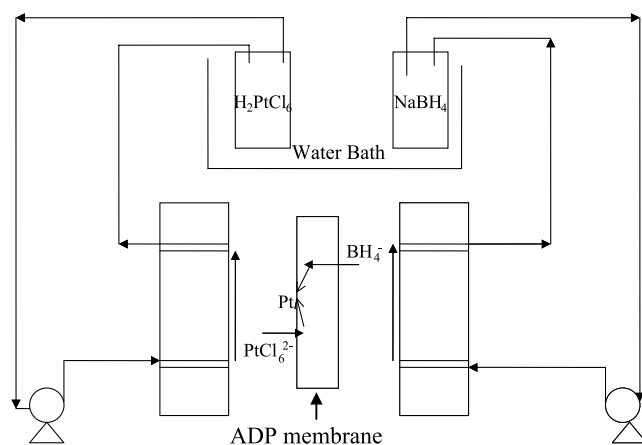 H₂PtCl₆
NaBH₄
Water Bath
BH₄⁻
Pt
PtCl₆²⁻
ADP membrane